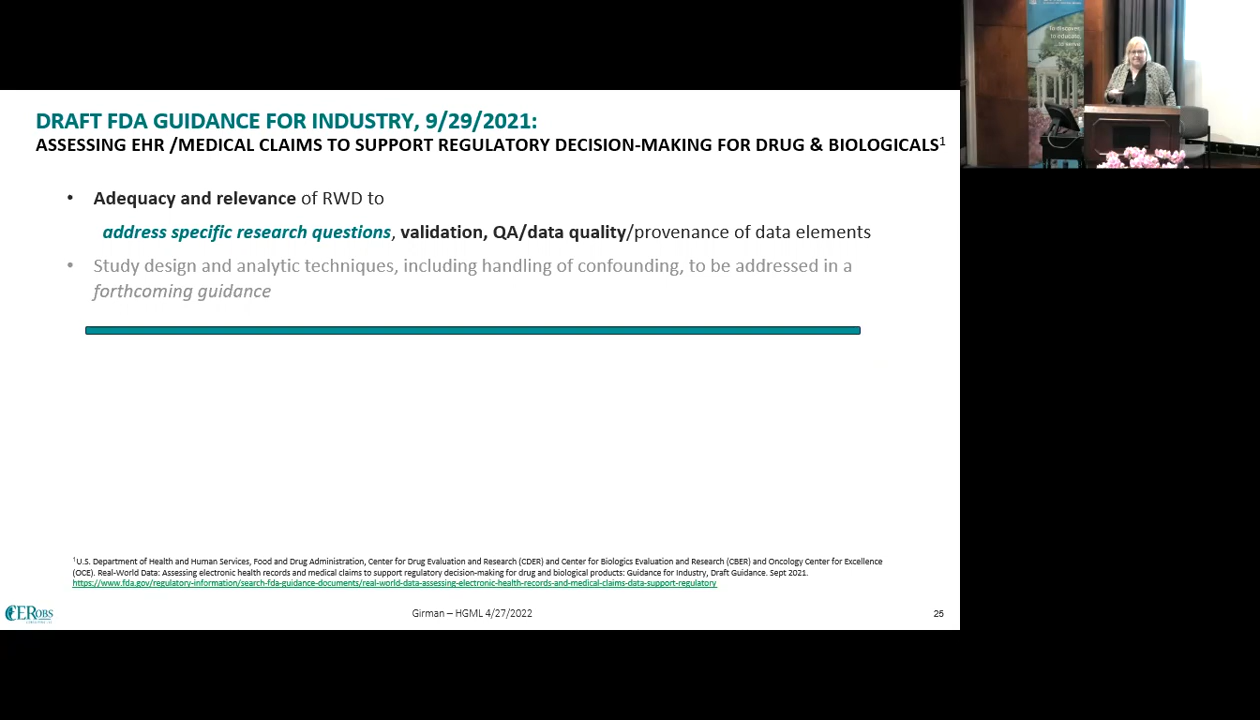 DRAFT FDA GUIDANCE FOR INDUSTRY, 9/29/2021:
ASSESSING EHR /MEDICAL CLAIMS TO SUPPORT REGULATORY DECISION-MAKING FOR DRUG & BIOLOGICALS¹
• Adequacy and relevance of RWD to
address specific research questions, validation, QA/data quality/provenance of data elements
• Study design and analytic techniques, including handling of confounding, to be addressed in a
forthcoming guidance
¹U.S. Department of Health and Human Services, Food and Drug Administration, Center for Drug Evaluation and Research (CDER) and Center for Biologics Evaluation and Research (CBER) and Oncology Center for Excellence
(OCE). Real-World Data: Assessing electronic health records and medical claims to support regulatory decision-making for drug and biological products: Guidance for Industry, Draft Guidance. Sept 2021.
https://www.fda.gov/regulatory-information/search-fda-guidance-documents/real-world-data-assessing-electronic-health-records-and-medical-claims-data-support-regulatory
CEROBS
Girman – HGML 4/27/2022
25
to discover.
to educate.
to serve